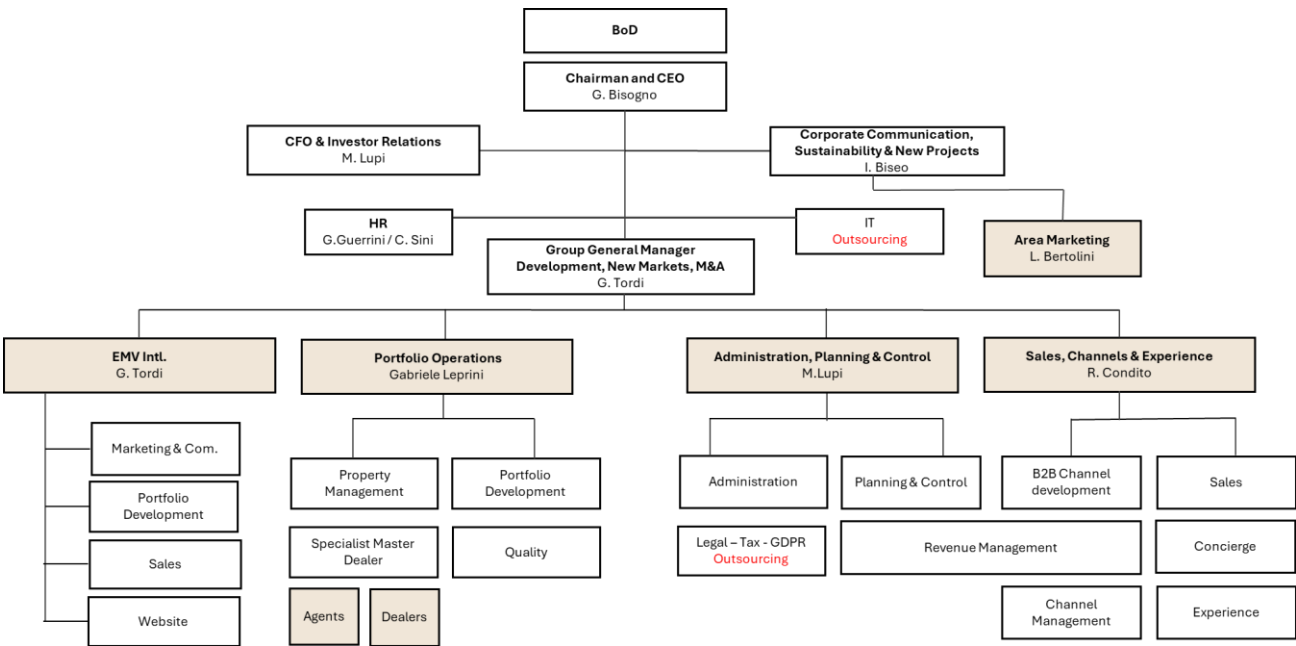 BoD
Chairman and CEO
G. Bisogno
CFO & Investor Relations
M. Lupi
Corporate Communication,
Sustainability & New Projects
I. Biseo
HR
G.Guerrini / C. Sini
IT
Outsourcing
Area Marketing
L. Bertolini
Group General Manager
Development, New Markets, M&A
G. Tordi
EMV Intl.
G. Tordi
Portfolio Operations
Gabriele Leprini
Administration, Planning & Control
M.Lupi
Sales, Channels & Experience
R. Condito
Marketing & Com.
Portfolio
Development
Sales
Website
Property
Management
Portfolio
Development
Specialist Master
Dealer
Quality
Agents
Dealers
Administration
Planning & Control
Legal – Tax - GDPR
Outsourcing
Revenue Management
B2B Channel
development
Sales
Concierge
Channel
Management
Experience